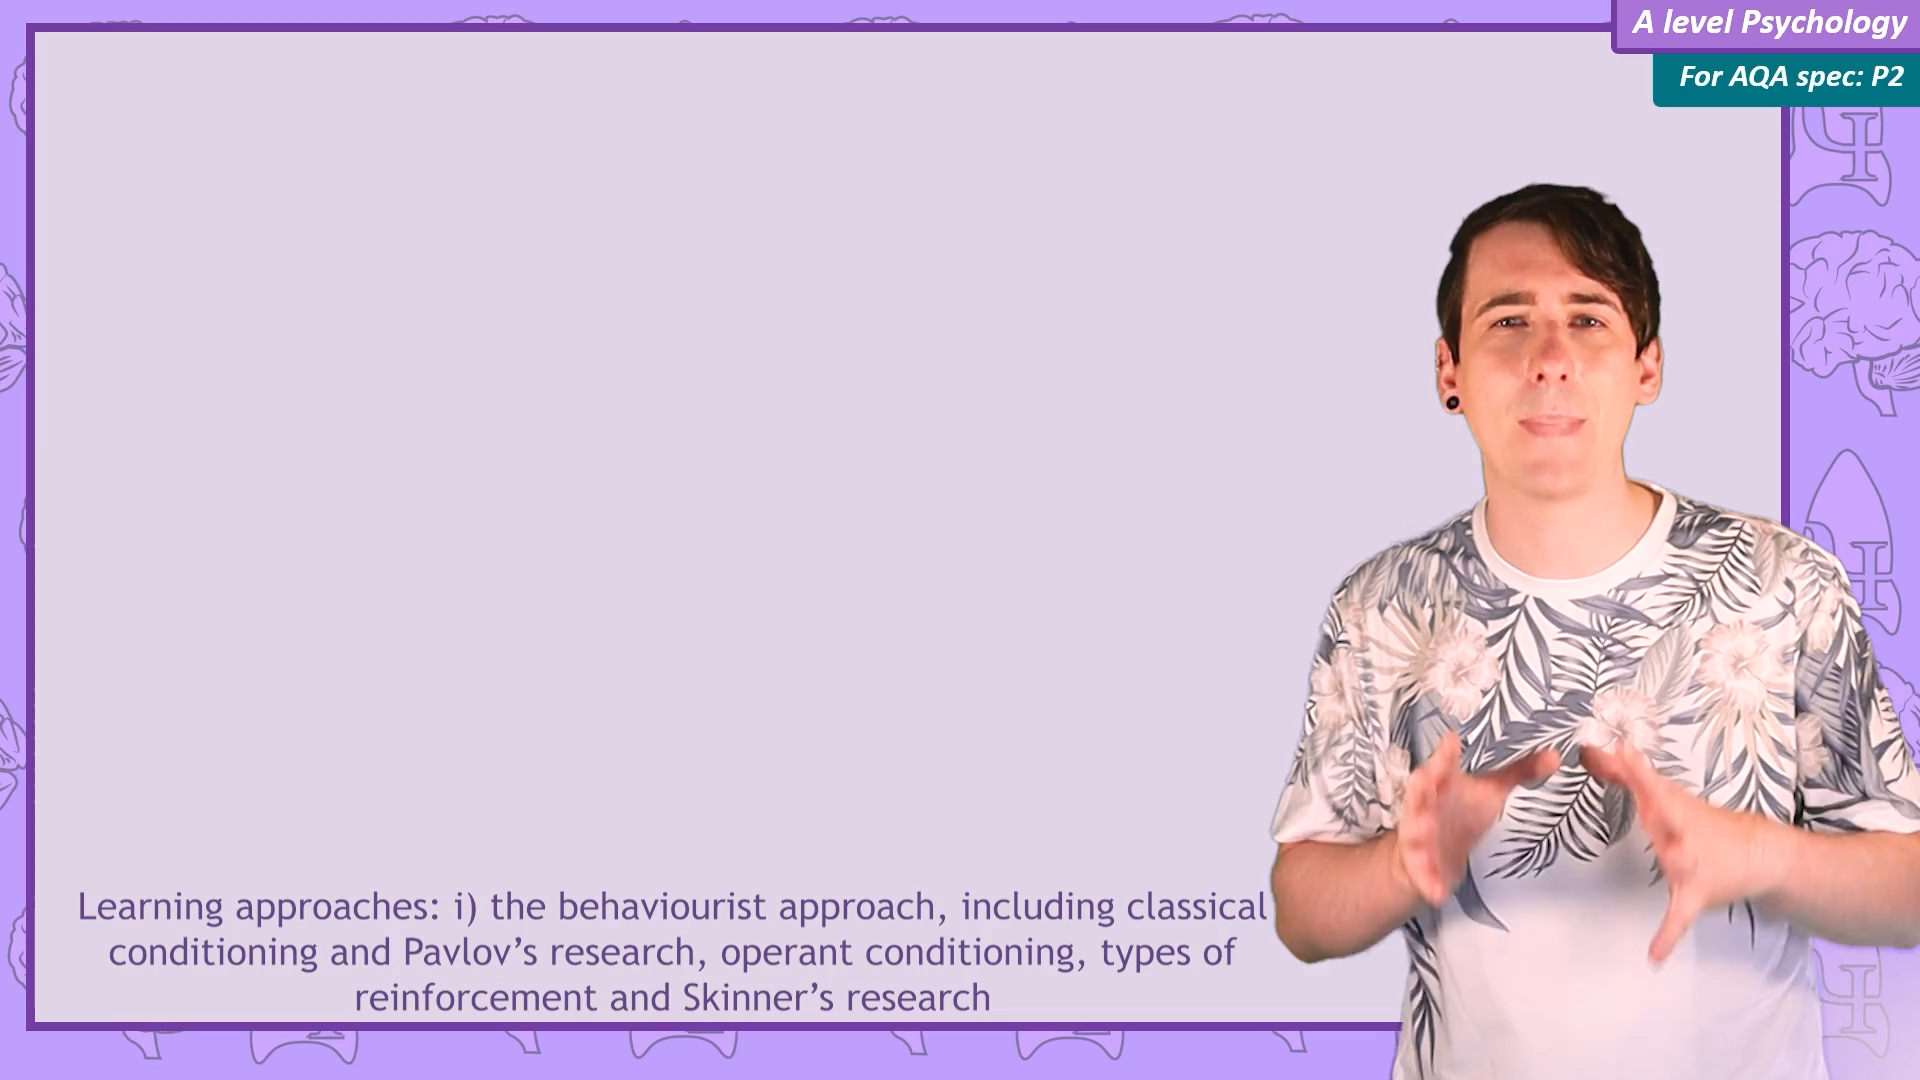 A level Psychology
For AQA spec: P2
Learning approaches: i) the behaviourist approach, including classical
conditioning and Pavlov’s research, operant conditioning, types of
reinforcement and Skinner’s research